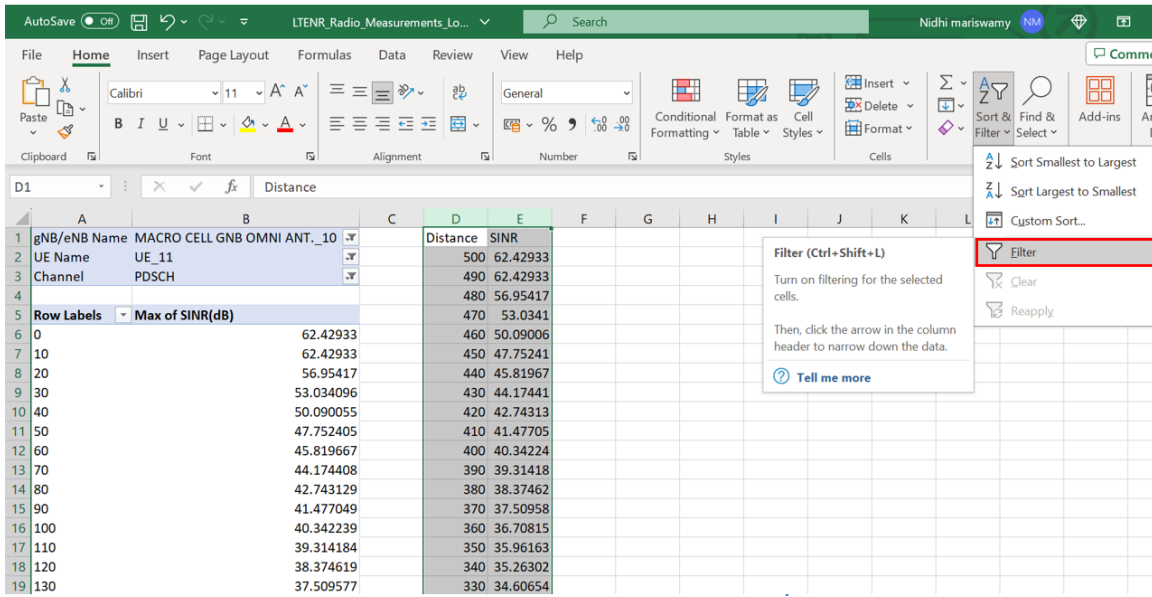 AutoSave Off LTENR_Radio_Measurements_Lo... Search Nidhi mariswamy NM
File Home Insert Page Layout Formulas Data Review View Help Comme
Paste Calibri 11 A A ab General Conditional Format as Cell Insert Sort & Find & Add-ins
B I U A % 9 .00 Formatting Table Styles Delete Filter Select
Format
Clipboard Font Alignment Number Styles Cells
D1 fx Distance
A B C D E F G H I J K L
1 gNB/eNB Name MACRO CELL GNB OMNI ANT._10 Distance SINR
2 UE Name UE_11 500 62.42933
3 Channel PDSCH 490 62.42933
4 480 56.95417
5 Row Labels Max of SINR(dB) 470 53.0341
6 0 62.42933 460 50.09006
7 10 62.42933 450 47.75241
8 20 56.95417 440 45.81967
9 30 53.034096 430 44.17441
10 40 50.090055 420 42.74313
11 50 47.752405 410 41.47705
12 60 45.819667 400 40.34224
13 70 44.174408 390 39.31418
14 80 42.743129 380 38.37462
15 90 41.477049 370 37.50958
16 100 40.342239 360 36.70815
17 110 39.314184 350 35.96163
18 120 38.374619 340 35.26302
19 130 37.509577 330 34.60654
Sort Smallest to Largest
Sort Largest to Smallest
Custom Sort...
Filter
Clear
Reapply
Filter (Ctrl+Shift+L)
Turn on filtering for the selected
cells.
Then, click the arrow in the column
header to narrow down the data.
Tell me more